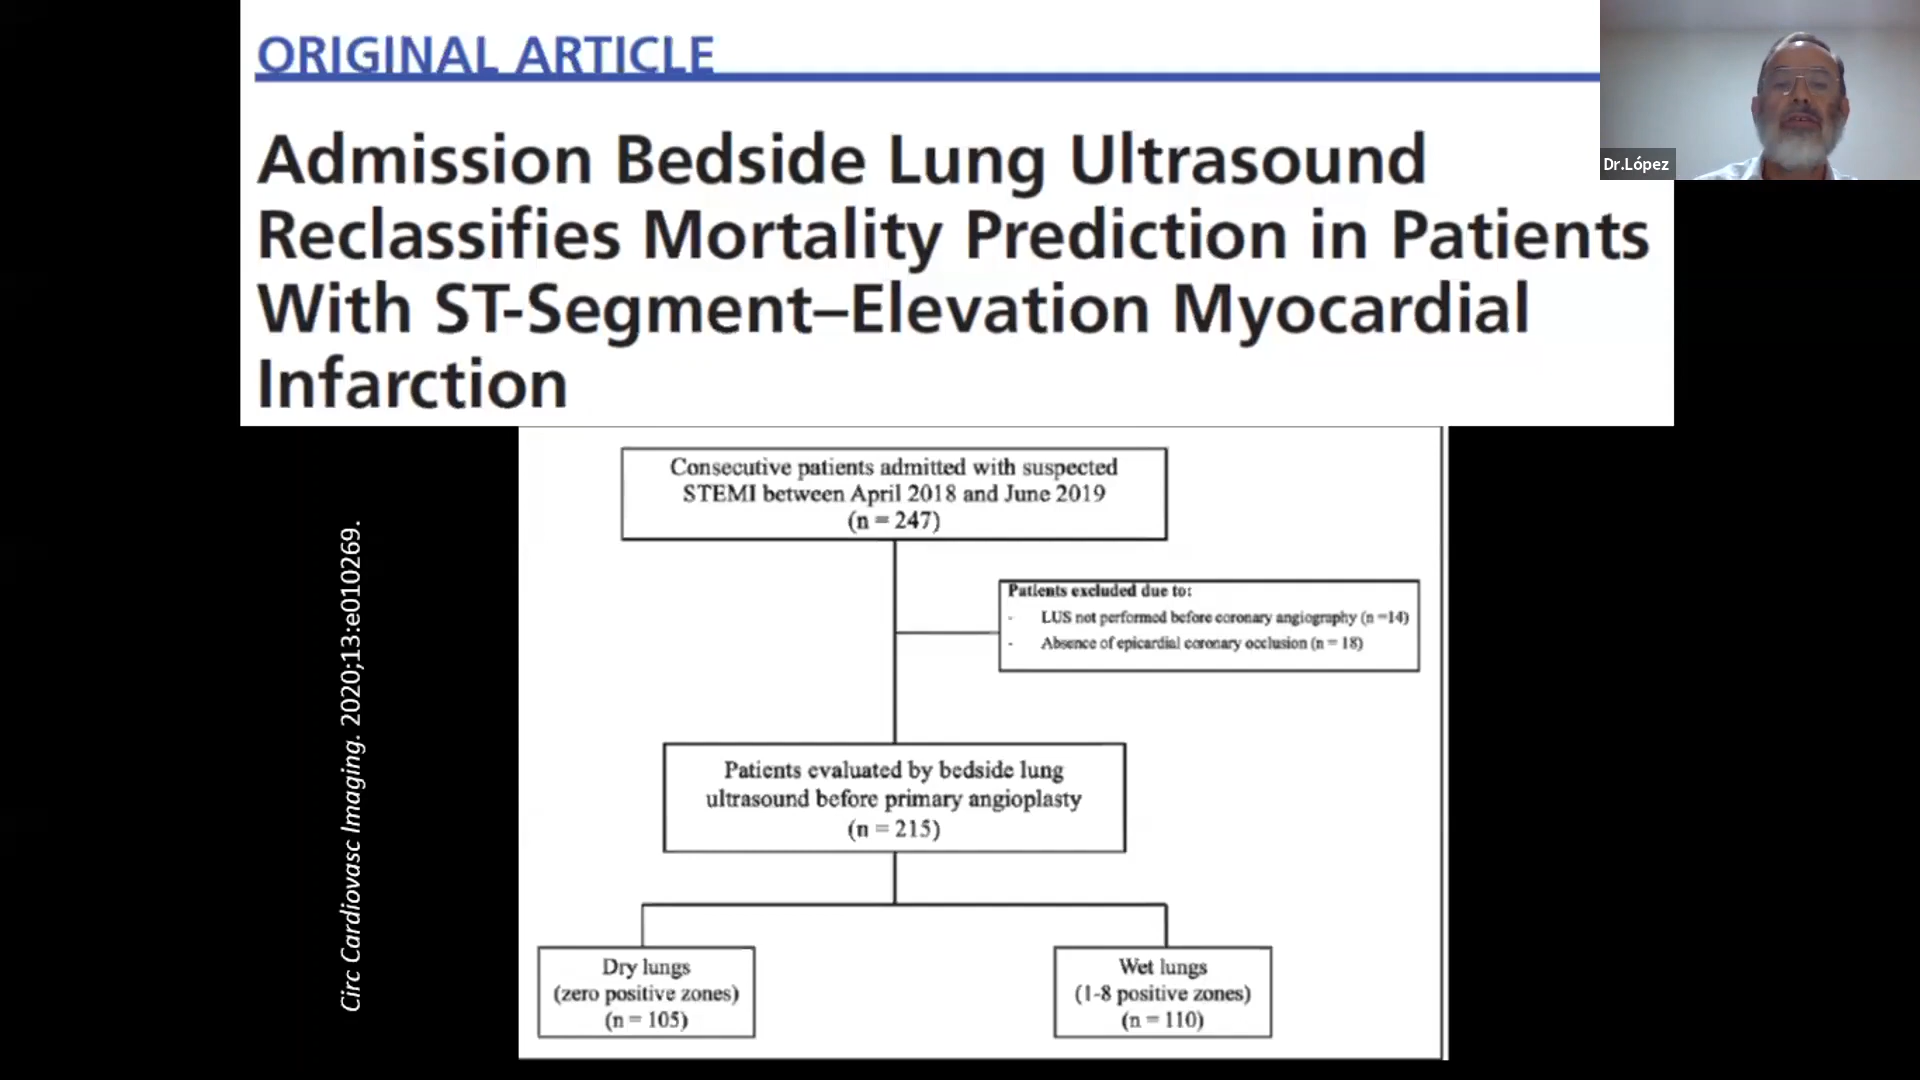 ORIGINAL ARTICLE
Admission Bedside Lung Ultrasound
Reclassifies Mortality Prediction in Patients
With ST-Segment–Elevation Myocardial
Infarction
Dr.López
Circ Cardiovasc Imaging. 2020;13:e010269.
Consecutive patients admitted with suspected
STEMI between April 2018 and June 2019
(n = 247)
Patients excluded due to:
- LUS not performed before coronary angiography (n =14)
- Absence of epicardial coronary occlusion (n = 18)
Patients evaluated by bedside lung
ultrasound before primary angioplasty
(n = 215)
Dry lungs
(zero positive zones)
(n = 105)
Wet lungs
(1-8 positive zones)
(n = 110)